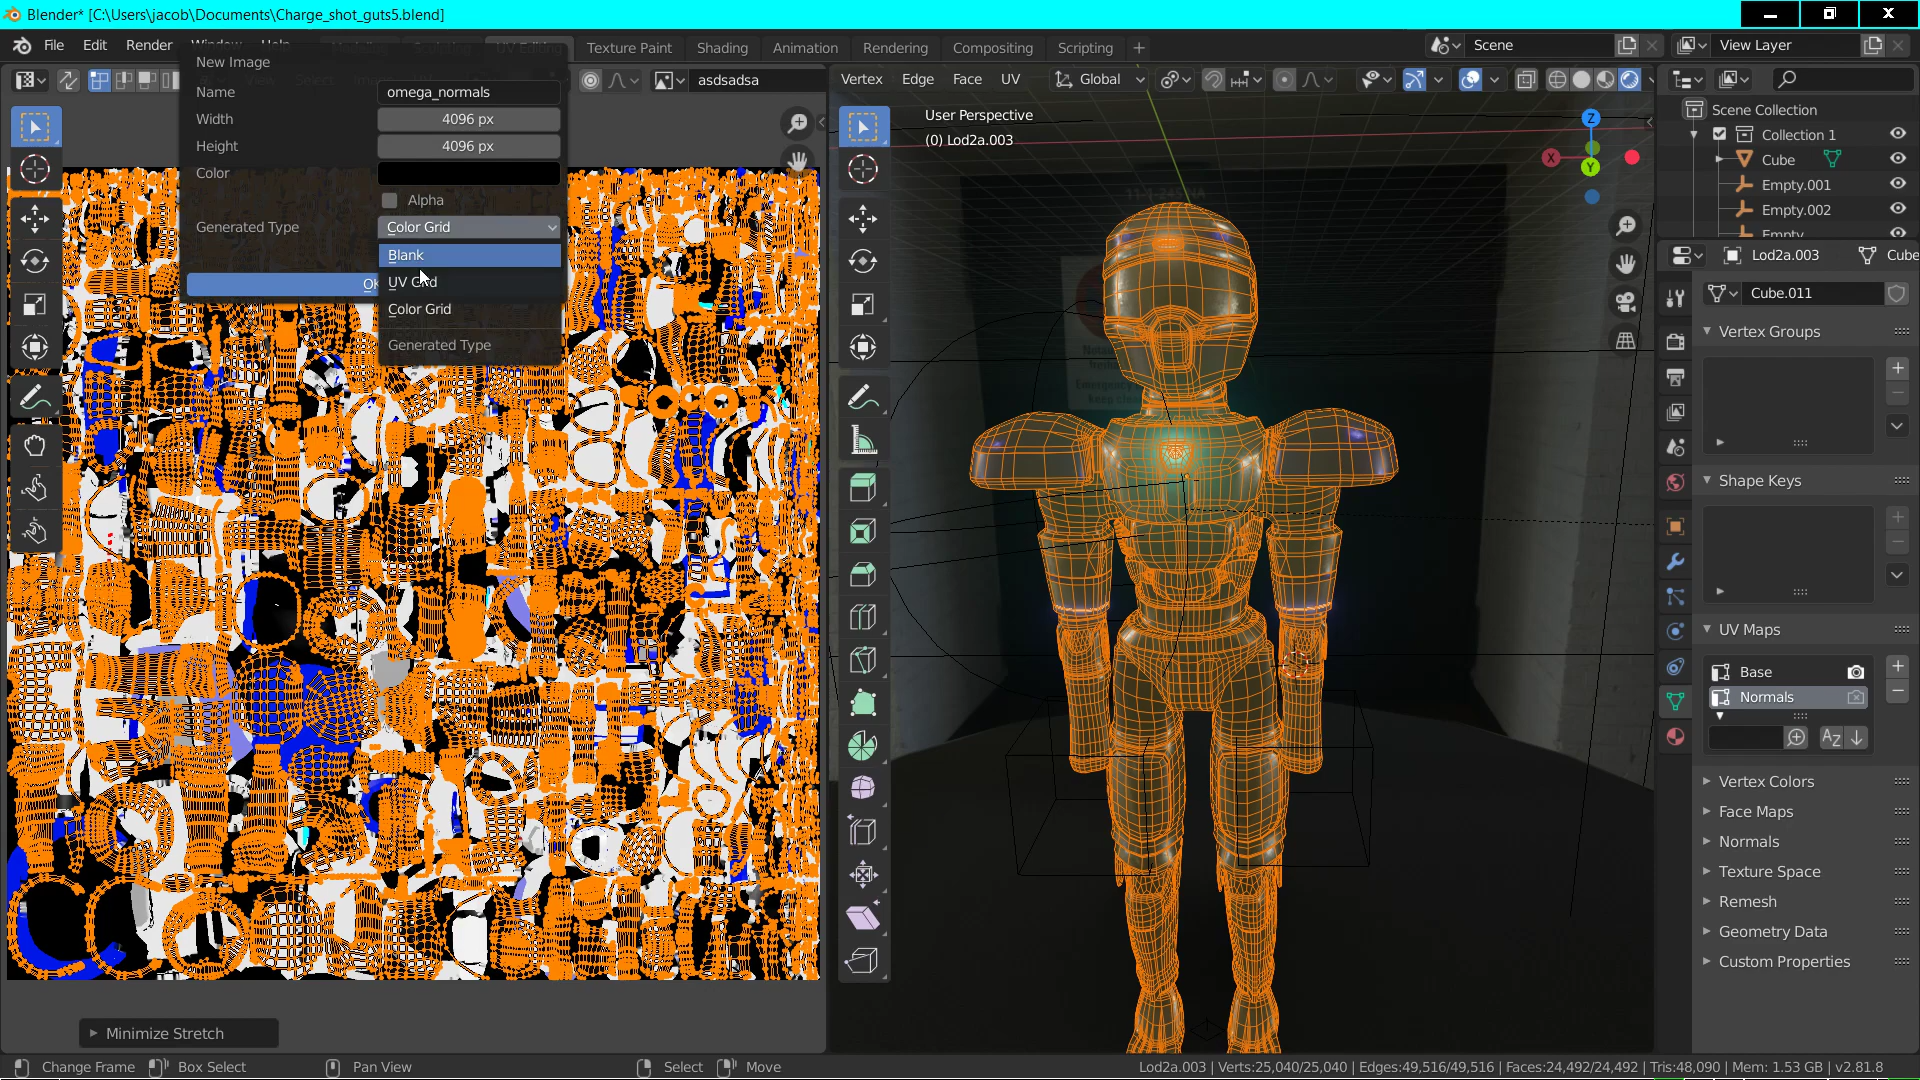 Blender* [C:\Users\jacob\Documents\Charge_shot_guts5.blend]
File Edit Render Window Help
UV Editing Texture Paint Shading Animation Rendering Compositing Scripting +
Scene
View Layer
New Image
Name omega_normals
Width 4096 px
Height 4096 px
Color
Alpha
Generated Type Color Grid
Blank
UV Grid
Color Grid
Generated Type
asdsadsa
Vertex Edge Face UV
Global
User Perspective
(0) Lod2a.003
Z
X
Y
Scene Collection
Collection 1
Cube
Empty.001
Empty.002
Empty
Lod2a.003
Cube
Cube.011
Vertex Groups
Shape Keys
UV Maps
Base
Normals
Vertex Colors
Face Maps
Normals
Texture Space
Remesh
Geometry Data
Custom Properties
Minimize Stretch
Change Frame Box Select Pan View Select Move
Lod2a.003 | Verts:25,040/25,040 | Edges:49,516/49,516 | Faces:24,492/24,492 | Tris:48,090 | Mem: 1.53 GB | v2.81.8